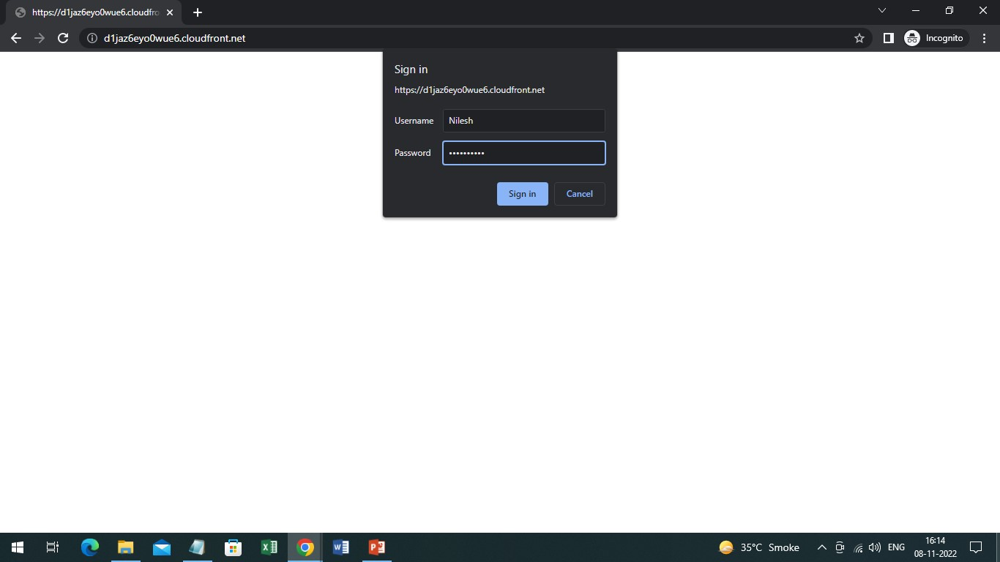 https://d1jaz6eyo0wue6.cloudfro
d1jaz6eyo0wue6.cloudfront.net
Incognito
Sign in
https://d1jaz6eyo0wue6.cloudfront.net
Username Nilesh
Password ••••••••••
Sign in Cancel
35°C Smoke
ENG
16:14
08-11-2022